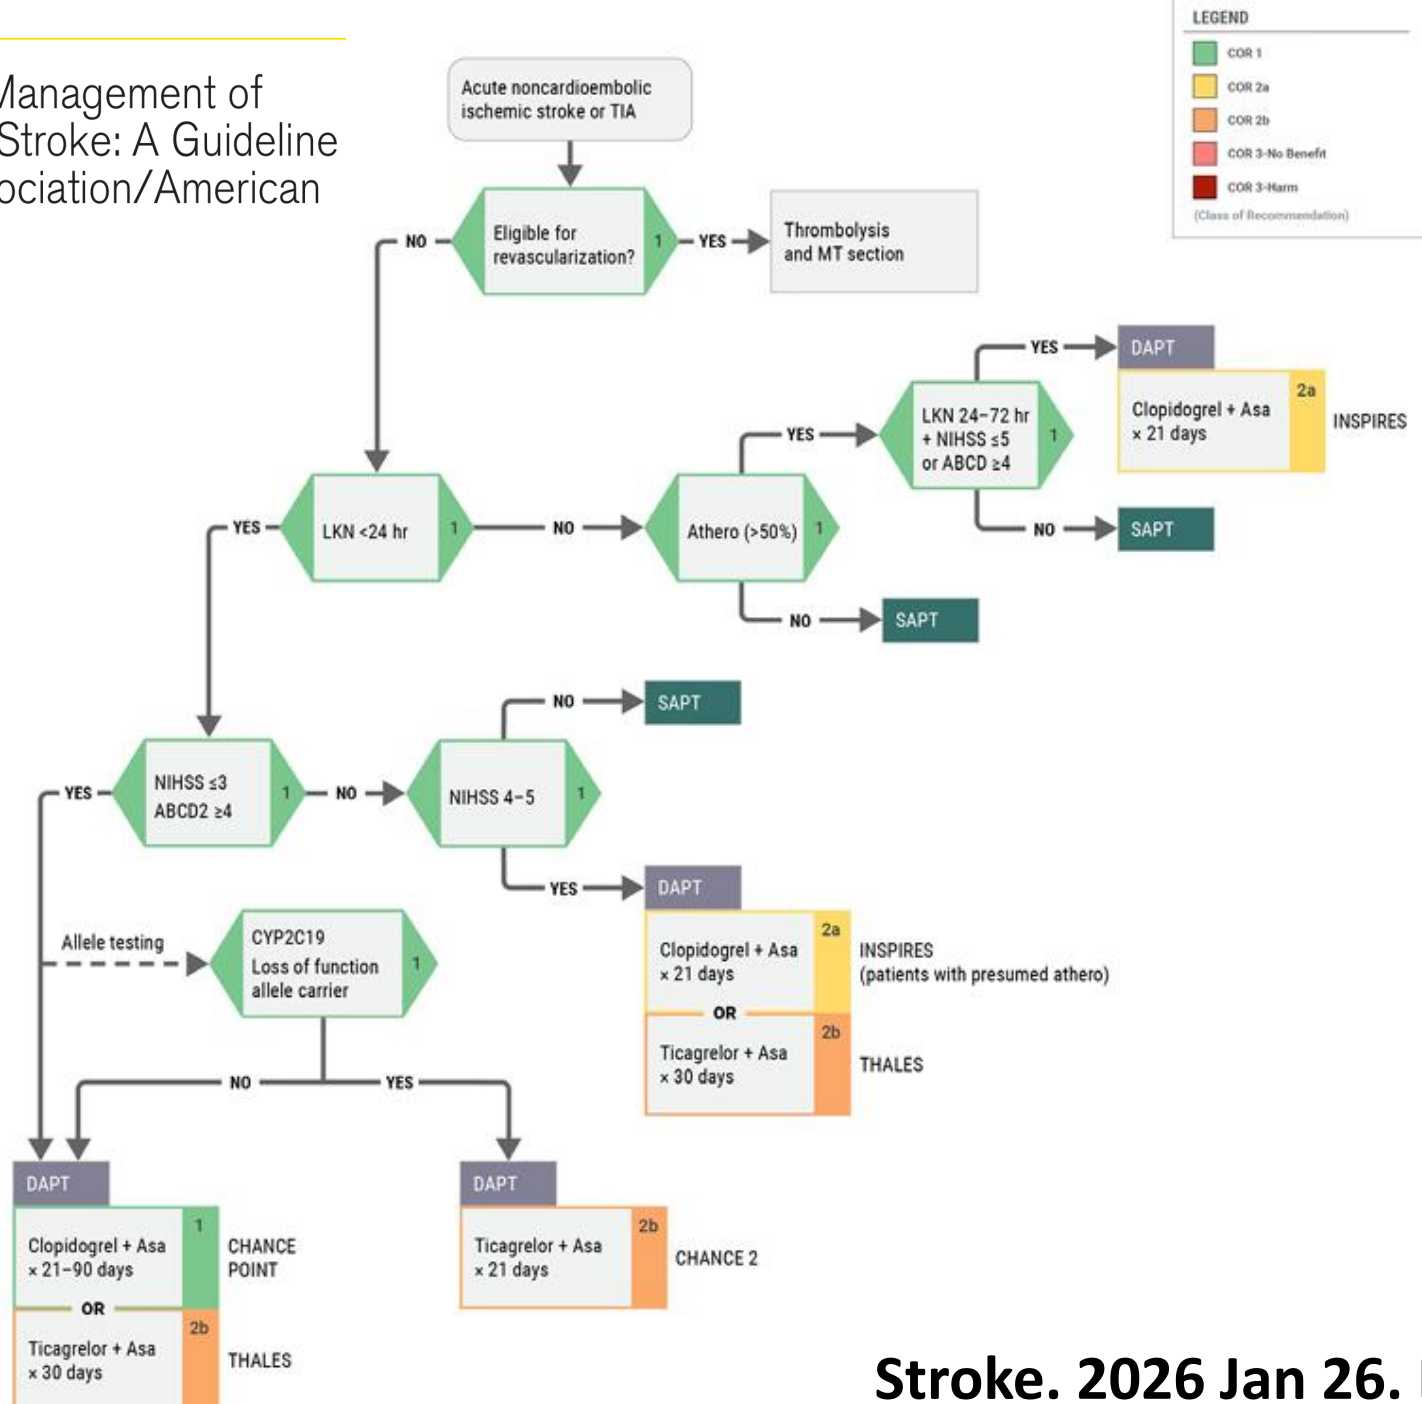 Management of
Stroke: A Guideline
ociation/American
LEGEND
COR 1
COR 2a
COR 2b
COR 3-No Benefit
COR 3-Harm
(Class of Recommendation)
Acute noncardioembolic
ischemic stroke or TIA
Eligible for
revascularization?
1
NO
YES
Thrombolysis
and MT section
YES
DAPT
LKN 24–72 hr
+ NIHSS ≤5
or ABCD ≥4
1
Clopidogrel + Asa
× 21 days
2a
INSPIRES
YES
NO
SAPT
YES
LKN <24 hr
1
NO
Athero (>50%)
1
NO
SAPT
NO
SAPT
YES
NIHSS ≤3
ABCD2 ≥4
1
NO
NIHSS 4–5
1
YES
DAPT
Clopidogrel + Asa
× 21 days
2a
INSPIRES
(patients with presumed athero)
OR
Ticagrelor + Asa
× 30 days
2b
THALES
Allele testing
CYP2C19
Loss of function
allele carrier
1
NO
YES
DAPT
Clopidogrel + Asa
× 21–90 days
1
CHANCE
POINT
OR
Ticagrelor + Asa
× 30 days
2b
THALES
DAPT
Ticagrelor + Asa
× 21 days
2b
CHANCE 2
Stroke. 2026 Jan 26.